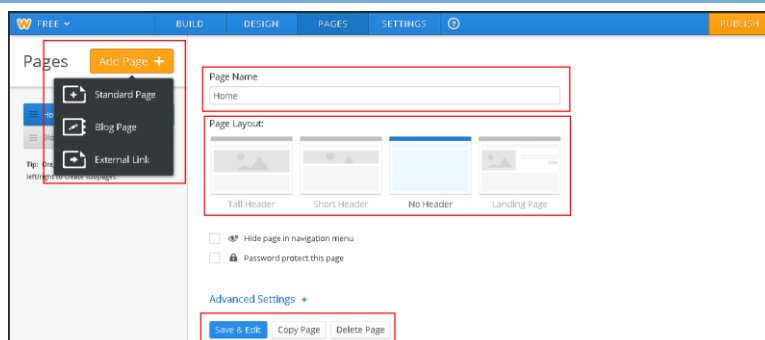 FREE
BUILD
DESIGN
PAGES
SETTINGS
?
PUBLISH
Pages
Add Page +
Standard Page
Blog Page
External Link
Tip:
left/right to create subpages.
Page Name
Home
Page Layout:
Tall Header
Short Header
No Header
Landing Page
Hide page in navigation menu
Password protect this page
Advanced Settings +
Save & Edit
Copy Page
Delete Page